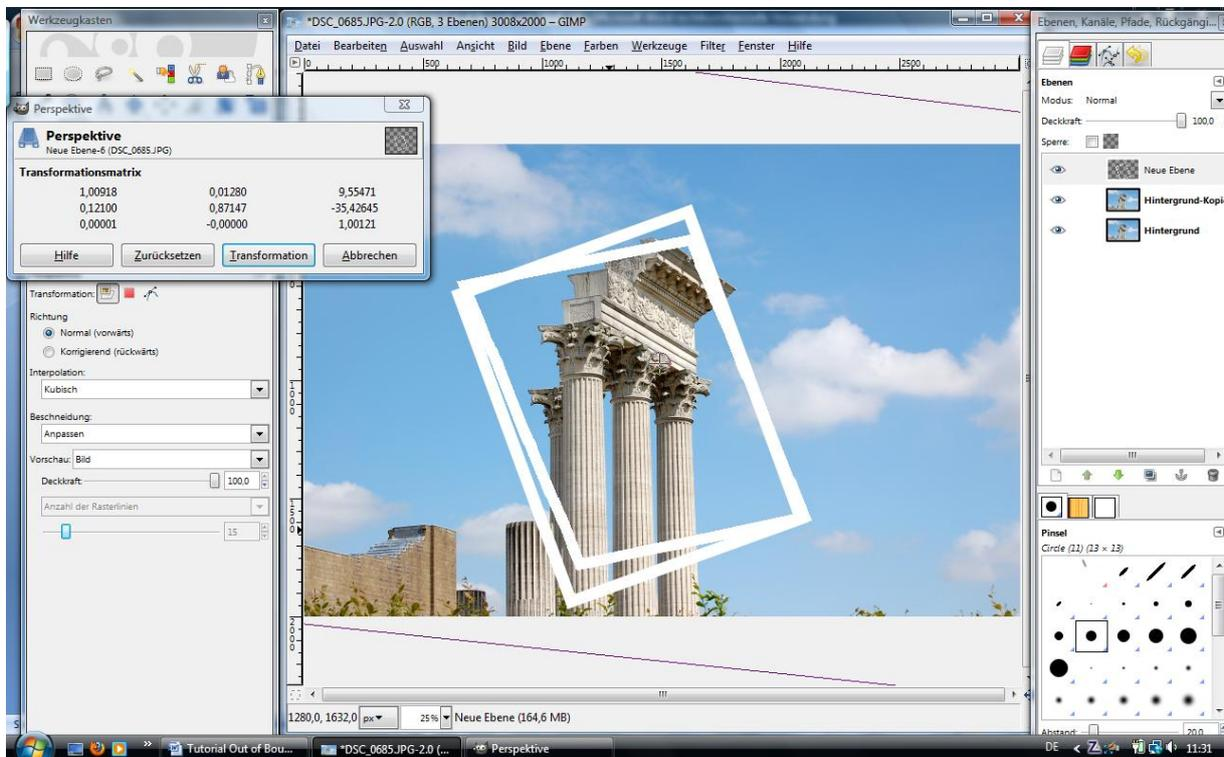 Werkzeugkasten
*DSC_0685.JPG-2.0 (RGB, 3 Ebenen) 3008x2000 – GIMP
Ebenen, Kanäle, Pfade, Rückgängi...
Datei Bearbeiten Auswahl Ansicht Bild Ebene Farben Werkzeuge Filter Fenster Hilfe
0 500 1000 1500 2000 2500
Perspektive
Perspektive
Neue Ebene-6 (DSC_0685.JPG)
Transformationsmatrix
1,00918 0,01280 9,55471
0,12100 0,87147 -35,42645
0,00001 -0,00000 1,00121
Hilfe Zurücksetzen Transformation Abbrechen
Transformation:
Richtung
Normal (vorwärts)
Korrigierend (rückwärts)
Interpolation:
Kubisch
Beschneidung:
Anpassen
Vorschau: Bild
Deckkraft: 100,0
Anzahl der Rasterlinien
15
1000
1500
2000
Ebenen
Modus: Normal
Deckkraft: 100,0
Sperre:
Neue Ebene
Hintergrund-Kopi
Hintergrund
Pinsel
Circle (11) (13 × 13)
Abstand: 20,0
1280,0, 1632,0 px 25% Neue Ebene (164,6 MB)
» Tutorial Out of Bou... *DSC_0685.JPG-2.0 (... Perspektive DE 11:31